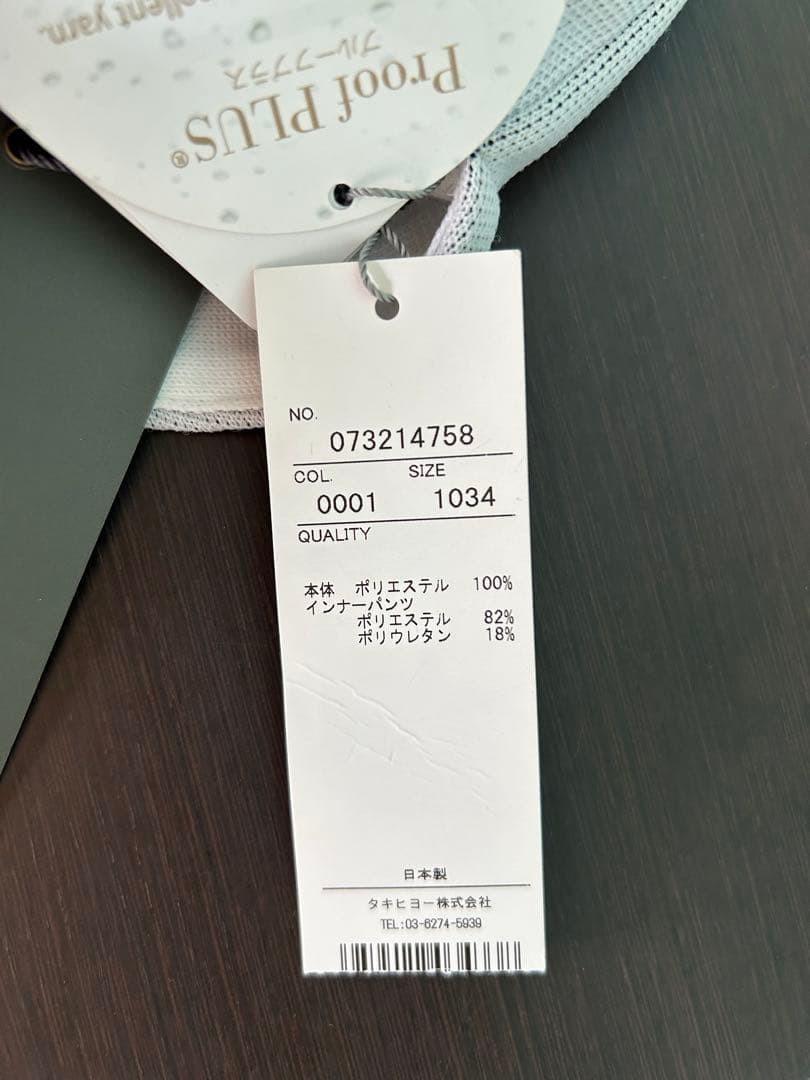 ellent yarn.
プループプラス
Proof PLUS®
NO.
073214758
COL. SIZE
0001 1034
QUALITY
本体 ポリエステル 100%
インナーパンツ
ポリエステル 82%
ポリウレタン 18%
日本製
タキヒヨー株式会社
TEL:03-6274-5939